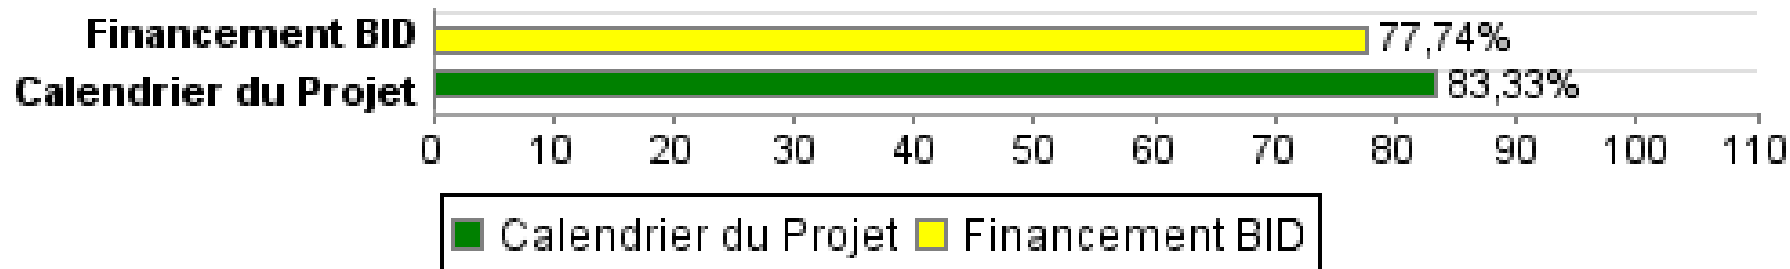 Financement BID 77,74%
Calendrier du Projet 83,33%
0 10 20 30 40 50 60 70 80 90 100 110
Calendrier du Projet Financement BID